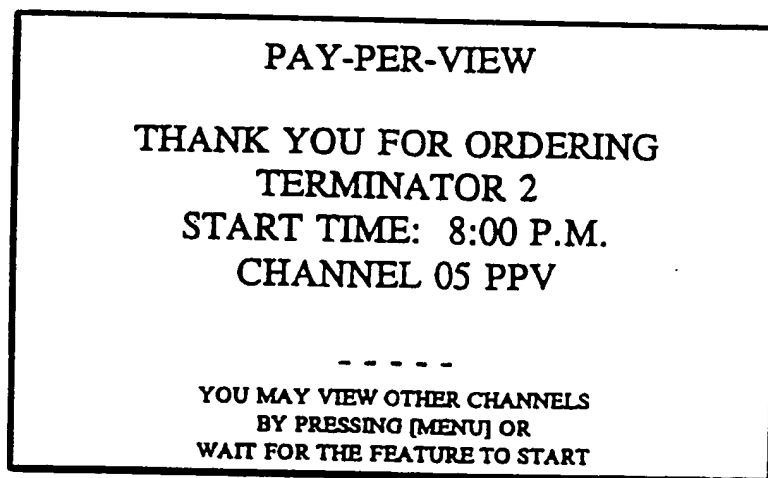 PAY-PER-VIEW
THANK YOU FOR ORDERING
TERMINATOR 2
START TIME: 8:00 P.M.
CHANNEL 05 PPV
- - - - -
YOU MAY VIEW OTHER CHANNELS
BY PRESSING [MENU] OR
WAIT FOR THE FEATURE TO START